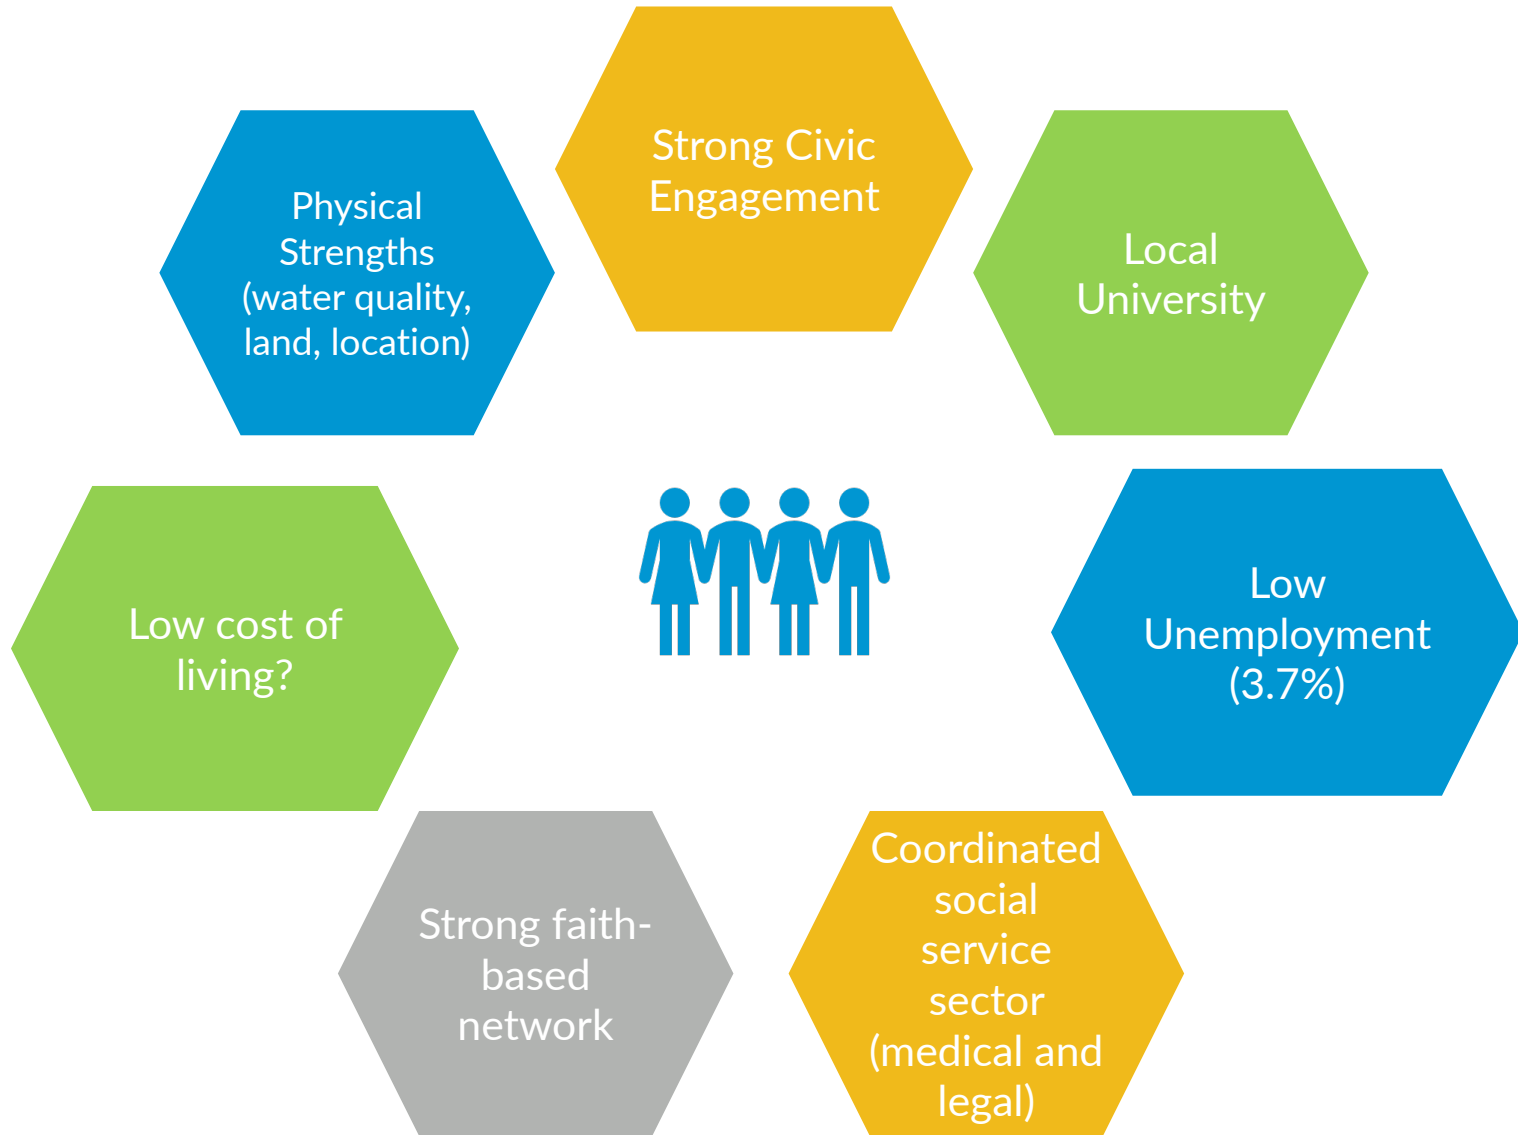 Strong Civic
Engagement
Physical
Strengths
(water quality,
land, location)
Local
University
Low cost of
living?
Low
Unemployment
(3.7%)
Strong faith-
based
network
Coordinated
social
service
sector
(medical and
legal)